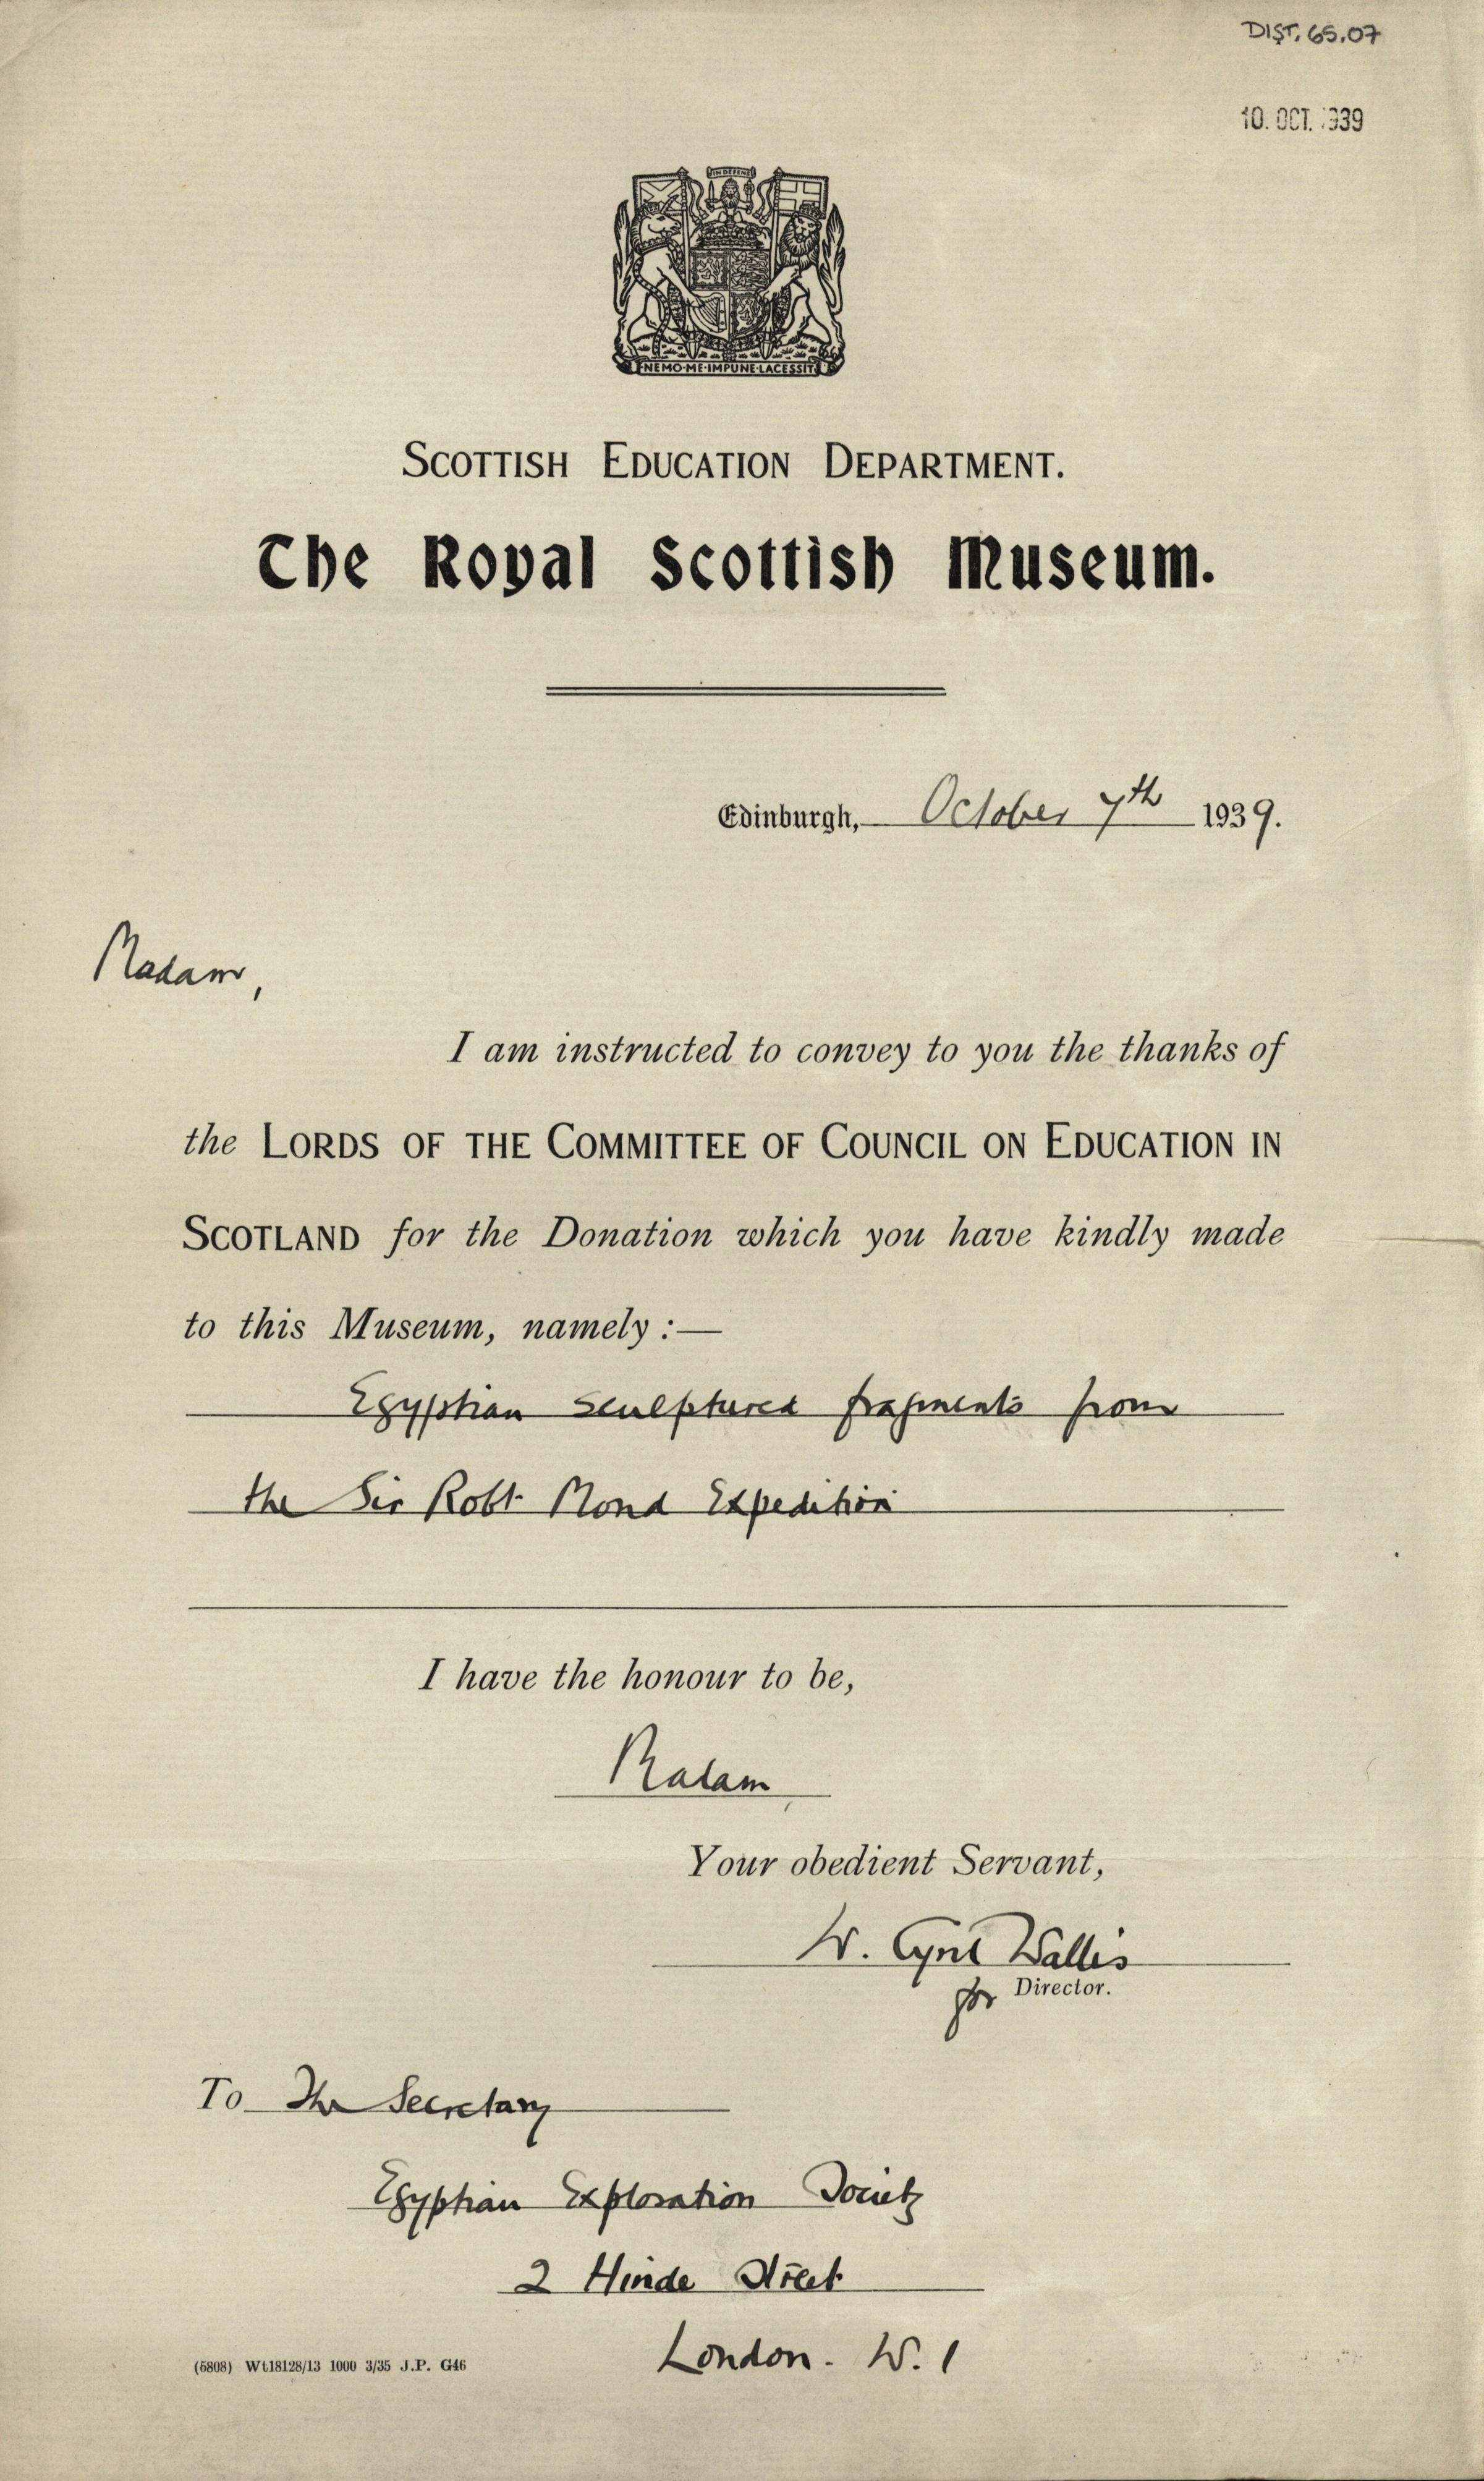 DIST. 65.07
10. OCT. 1939
IN DEFENS
NEMO·ME·IMPUNE·LACESSIT
SCOTTISH EDUCATION DEPARTMENT.
The Royal Scottish Museum.
Edinburgh, October 7th 1939.
Madam,
I am instructed to convey to you the thanks of
the LORDS OF THE COMMITTEE OF COUNCIL ON EDUCATION IN
SCOTLAND for the Donation which you have kindly made
to this Museum, namely :—
Egyptian sculptured fragments from
the Sir Robt. Mond Expedition
I have the honour to be,
Madam,
Your obedient Servant,
W. Cyril Wallis
for Director.
To The Secretary
Egyptian Exploration Society
2 Hinde Street
London. W. 1
(5808) Wt18128/13 1000 3/35 J.P. G46